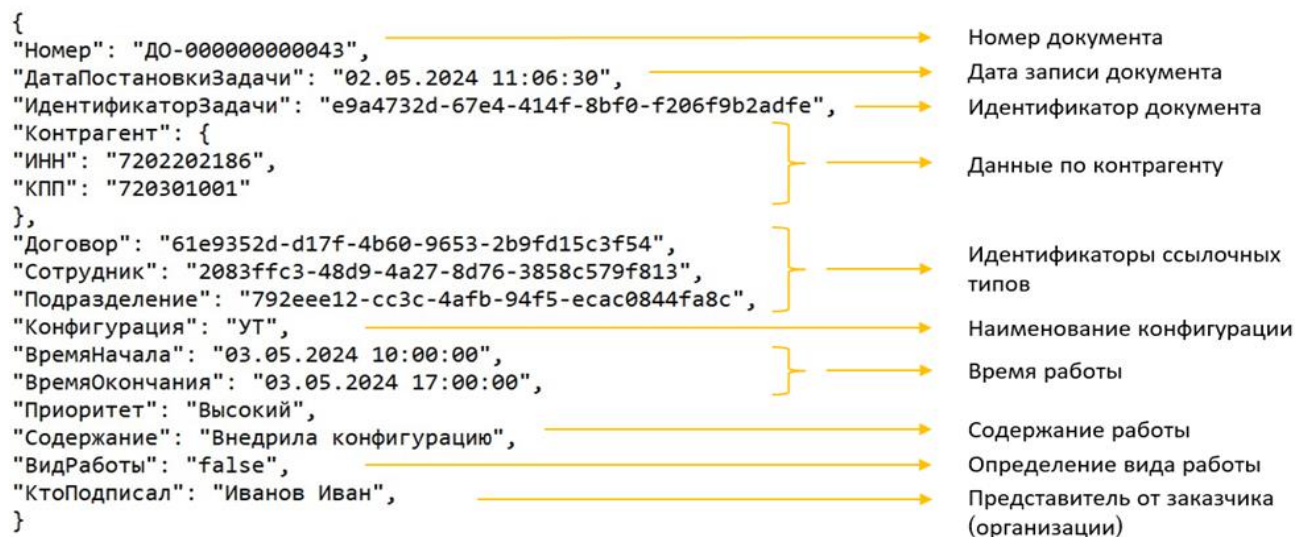 {
"Номер": "ДО-000000000043",
"ДатаПостановкиЗадачи": "02.05.2024 11:06:30",
"ИдентификаторЗадачи": "e9a4732d-67e4-414f-8bf0-f206f9b2adfe",
"Контрагент": {
"ИНН": "7202202186",
"КПП": "720301001"
},
"Договор": "61e9352d-d17f-4b60-9653-2b9fd15c3f54",
"Сотрудник": "2083ffc3-48d9-4a27-8d76-3858c579f813",
"Подразделение": "792eee12-cc3c-4afb-94f5-ecac0844fa8c",
"Конфигурация": "УТ",
"ВремяНачала": "03.05.2024 10:00:00",
"ВремяОкончания": "03.05.2024 17:00:00",
"Приоритет": "Высокий",
"Содержание": "Внедрила конфигурацию",
"ВидРаботы": "false",
"КтоПодписал": "Иванов Иван",
}
Номер документа
Дата записи документа
Идентификатор документа
Данные по контрагенту
Идентификаторы ссылочных
типов
Наименование конфигурации
Время работы
Содержание работы
Определение вида работы
Представитель от заказчика
(организации)